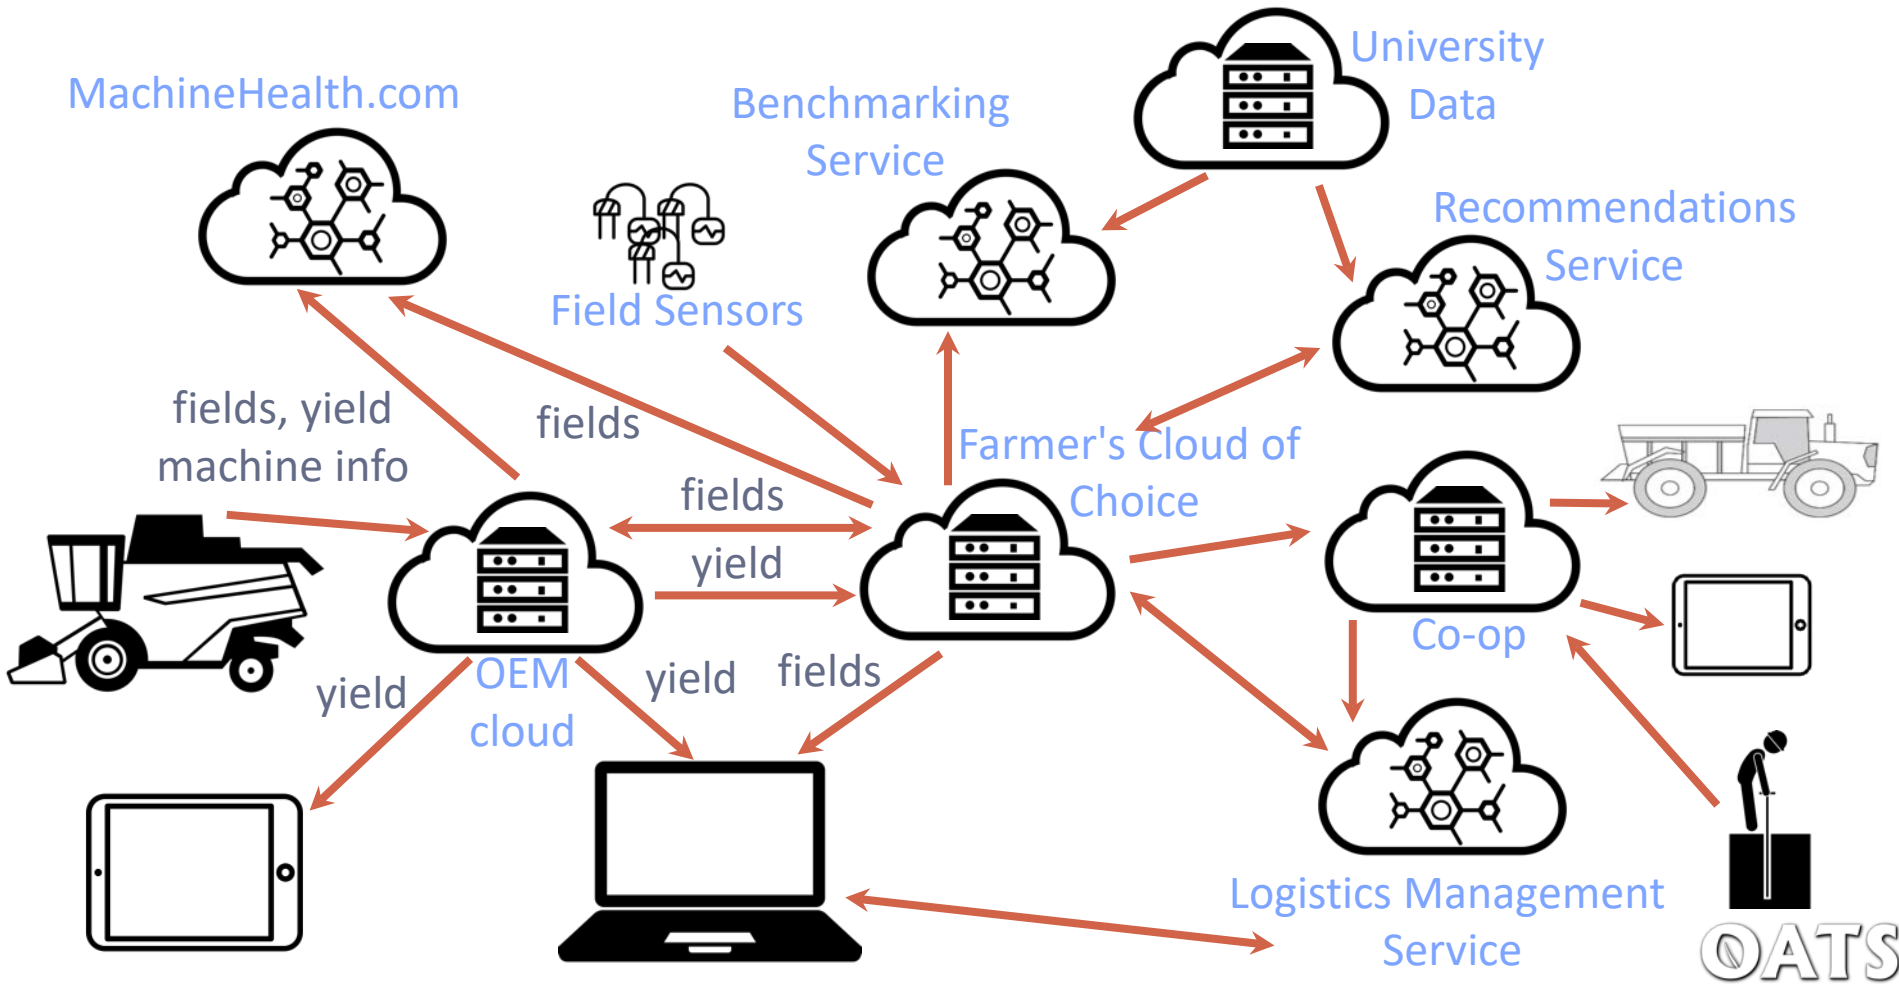 University
Data
MachineHealth.com
Benchmarking
Service
Recommendations
Service
Field Sensors
fields, yield
machine info
fields
Farmer's Cloud of
Choice
fields
yield
Co-op
OEM
cloud
yield
yield
fields
Logistics Management
Service
OATS